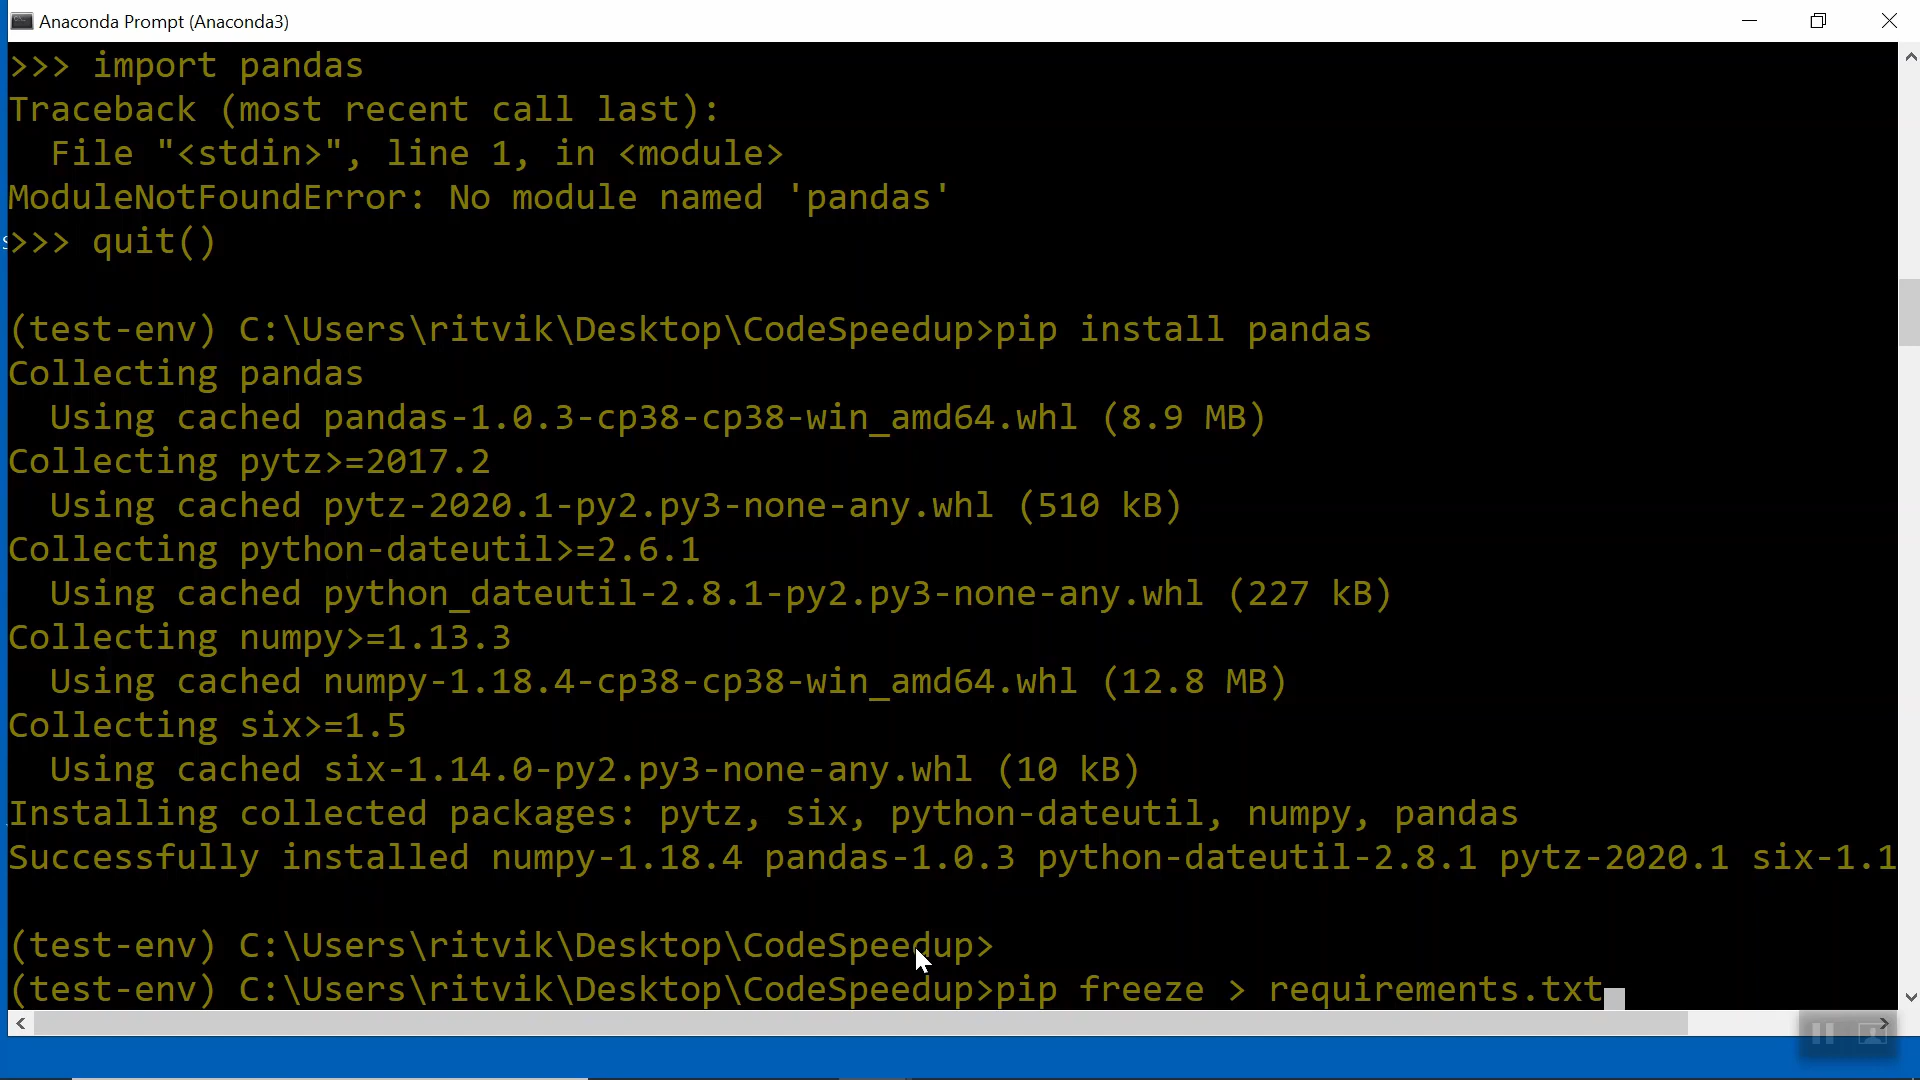 Anaconda Prompt (Anaconda3)
>>> import pandas
Traceback (most recent call last):
  File "<stdin>", line 1, in <module>
ModuleNotFoundError: No module named 'pandas'
>>> quit()
(test-env) C:\Users\ritvik\Desktop\CodeSpeedup>pip install pandas
Collecting pandas
  Using cached pandas-1.0.3-cp38-cp38-win_amd64.whl (8.9 MB)
Collecting pytz>=2017.2
  Using cached pytz-2020.1-py2.py3-none-any.whl (510 kB)
Collecting python-dateutil>=2.6.1
  Using cached python_dateutil-2.8.1-py2.py3-none-any.whl (227 kB)
Collecting numpy>=1.13.3
  Using cached numpy-1.18.4-cp38-cp38-win_amd64.whl (12.8 MB)
Collecting six>=1.5
  Using cached six-1.14.0-py2.py3-none-any.whl (10 kB)
Installing collected packages: pytz, six, python-dateutil, numpy, pandas
Successfully installed numpy-1.18.4 pandas-1.0.3 python-dateutil-2.8.1 pytz-2020.1 six-1.1
(test-env) C:\Users\ritvik\Desktop\CodeSpeedup>
(test-env) C:\Users\ritvik\Desktop\CodeSpeedup>pip freeze > requirements.txt